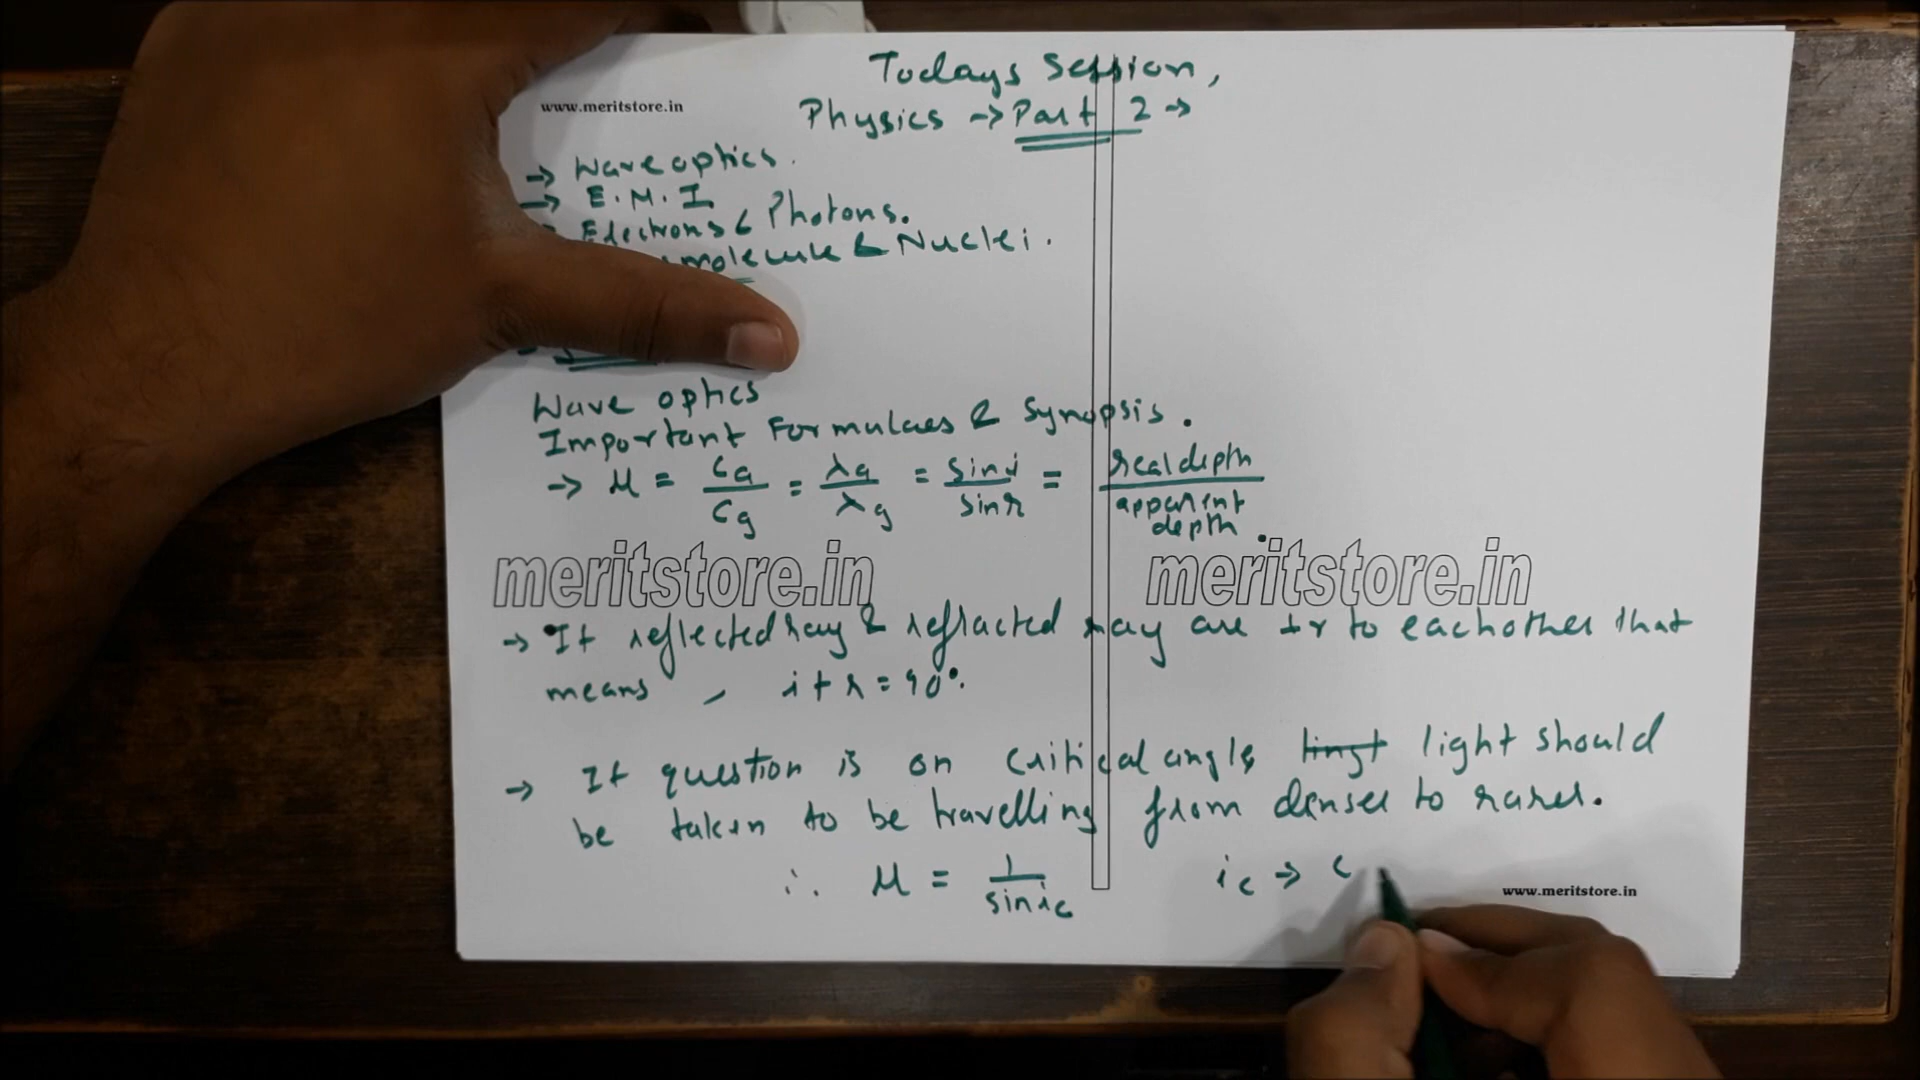 Todays Session,
www.meritstore.in
Physics → Part 2 →
→ Wave optics.
→ E.M.I
Electrons & Photons.
molecule & Nuclei.
Wave optics
Important Formulaes & Synopsis.
→ μ = Ca/Cg = λa/λg = sin i/sin r = real depth/apparent depth.
meritstore.in meritstore.in
→ If reflected ray & refracted ray are ⊥r to eachother that
means, i + r = 90°.
→ If question is on critical angle light should
be taken to be travelling from denser to rarer.
∴ μ = 1/sin ic ic → c
www.meritstore.in